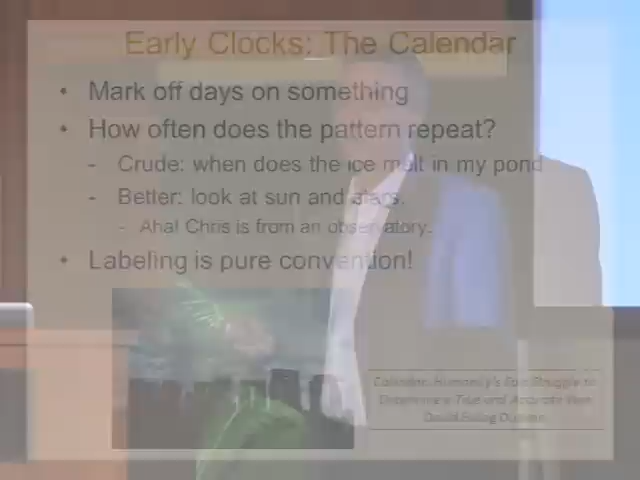 Early Clocks: The Calendar
• Mark off days on something
• How often does the pattern repeat?
- Crude: when does the ice melt in my pond
- Better: look at sun and stars.
- Aha! Chris is from an observatory.
• Labeling is pure convention!
Calendar: Humanity's Epic Struggle to
Determine a True and Accurate Year
David Ewing Duncan